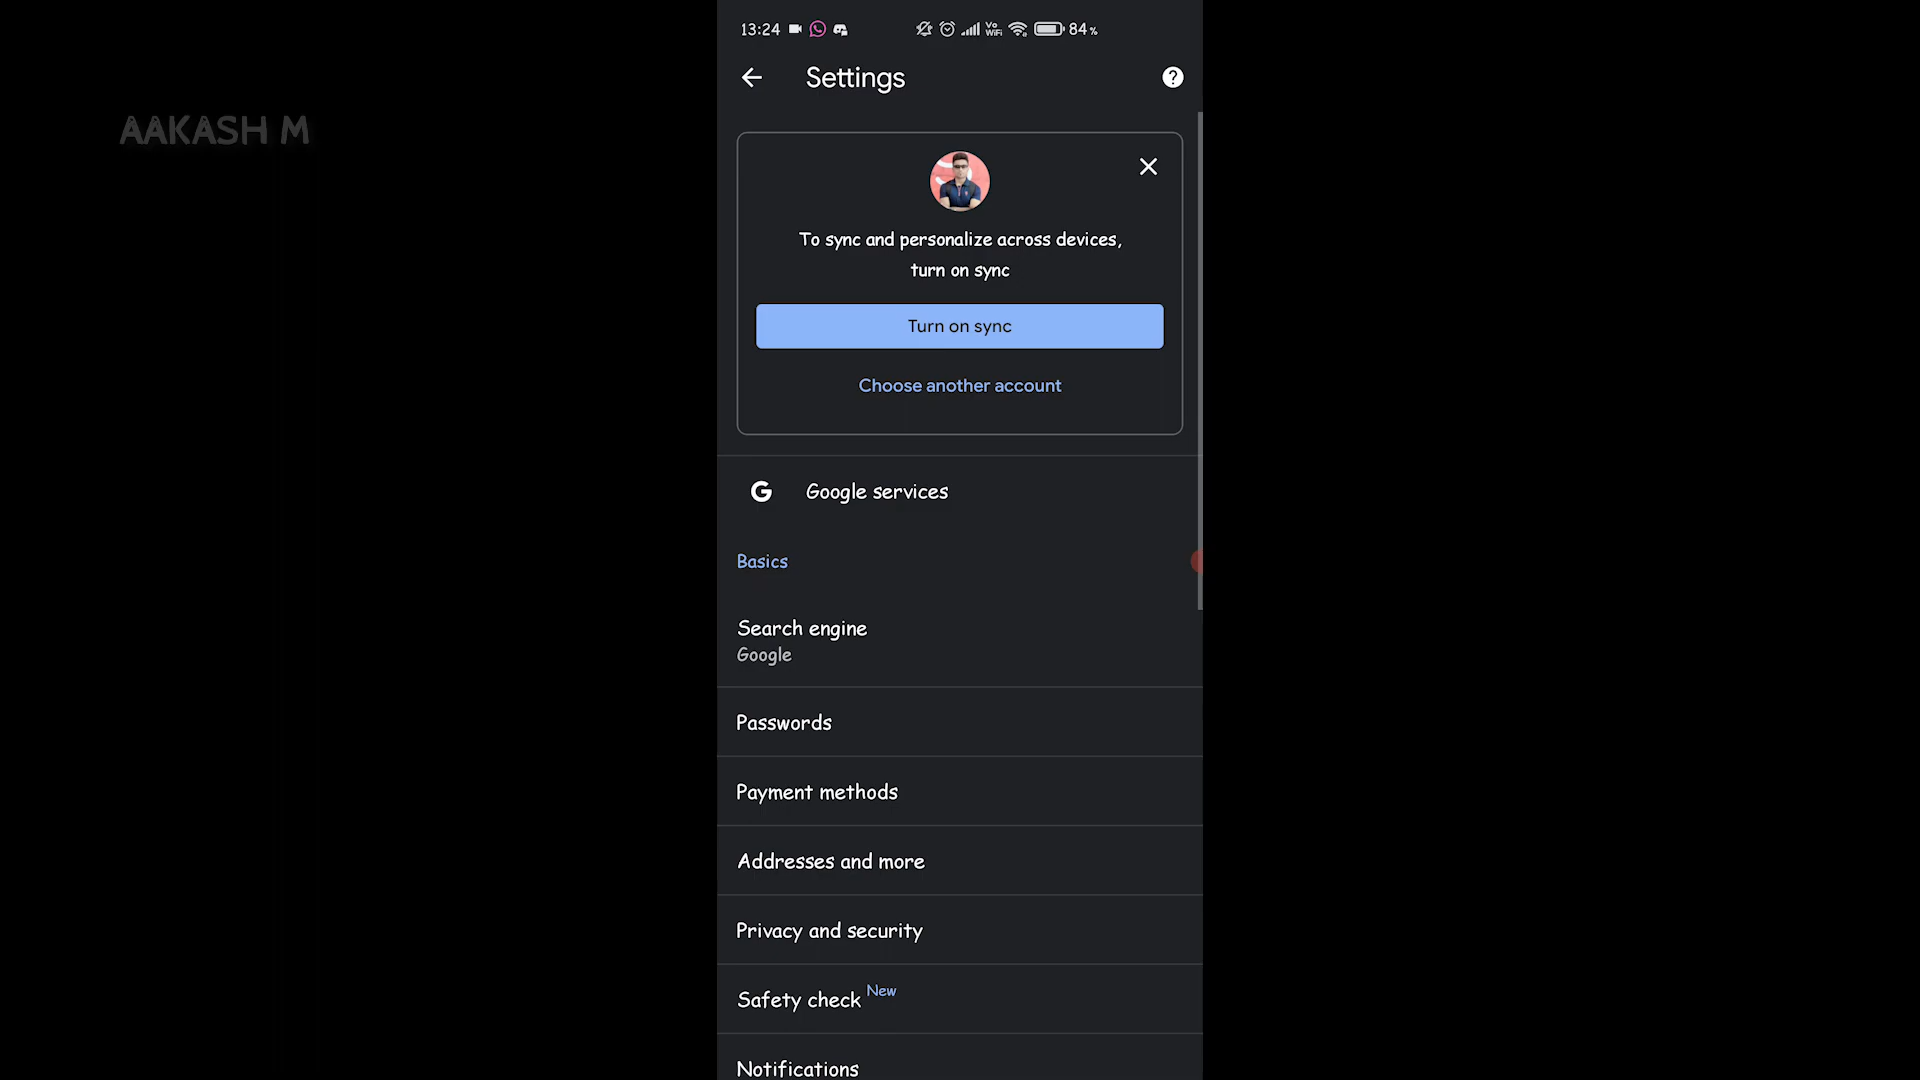 13:24
Vo
WiFi
84%
Settings
AAKASH M
To sync and personalize across devices,
turn on sync
Turn on sync
Choose another account
G
Google services
Basics
Search engine
Google
Passwords
Payment methods
Addresses and more
Privacy and security
Safety check New
Notifications